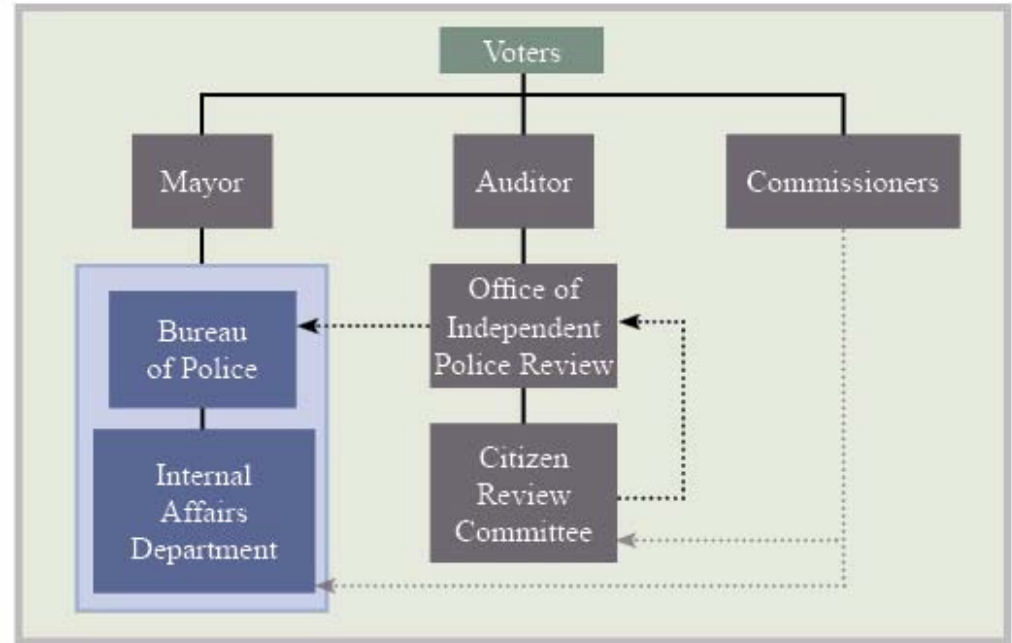 Voters
Mayor
Auditor
Commissioners
Bureau
of Police
Office of
Independent
Police Review
Internal
Affairs
Department
Citizen
Review
Committee